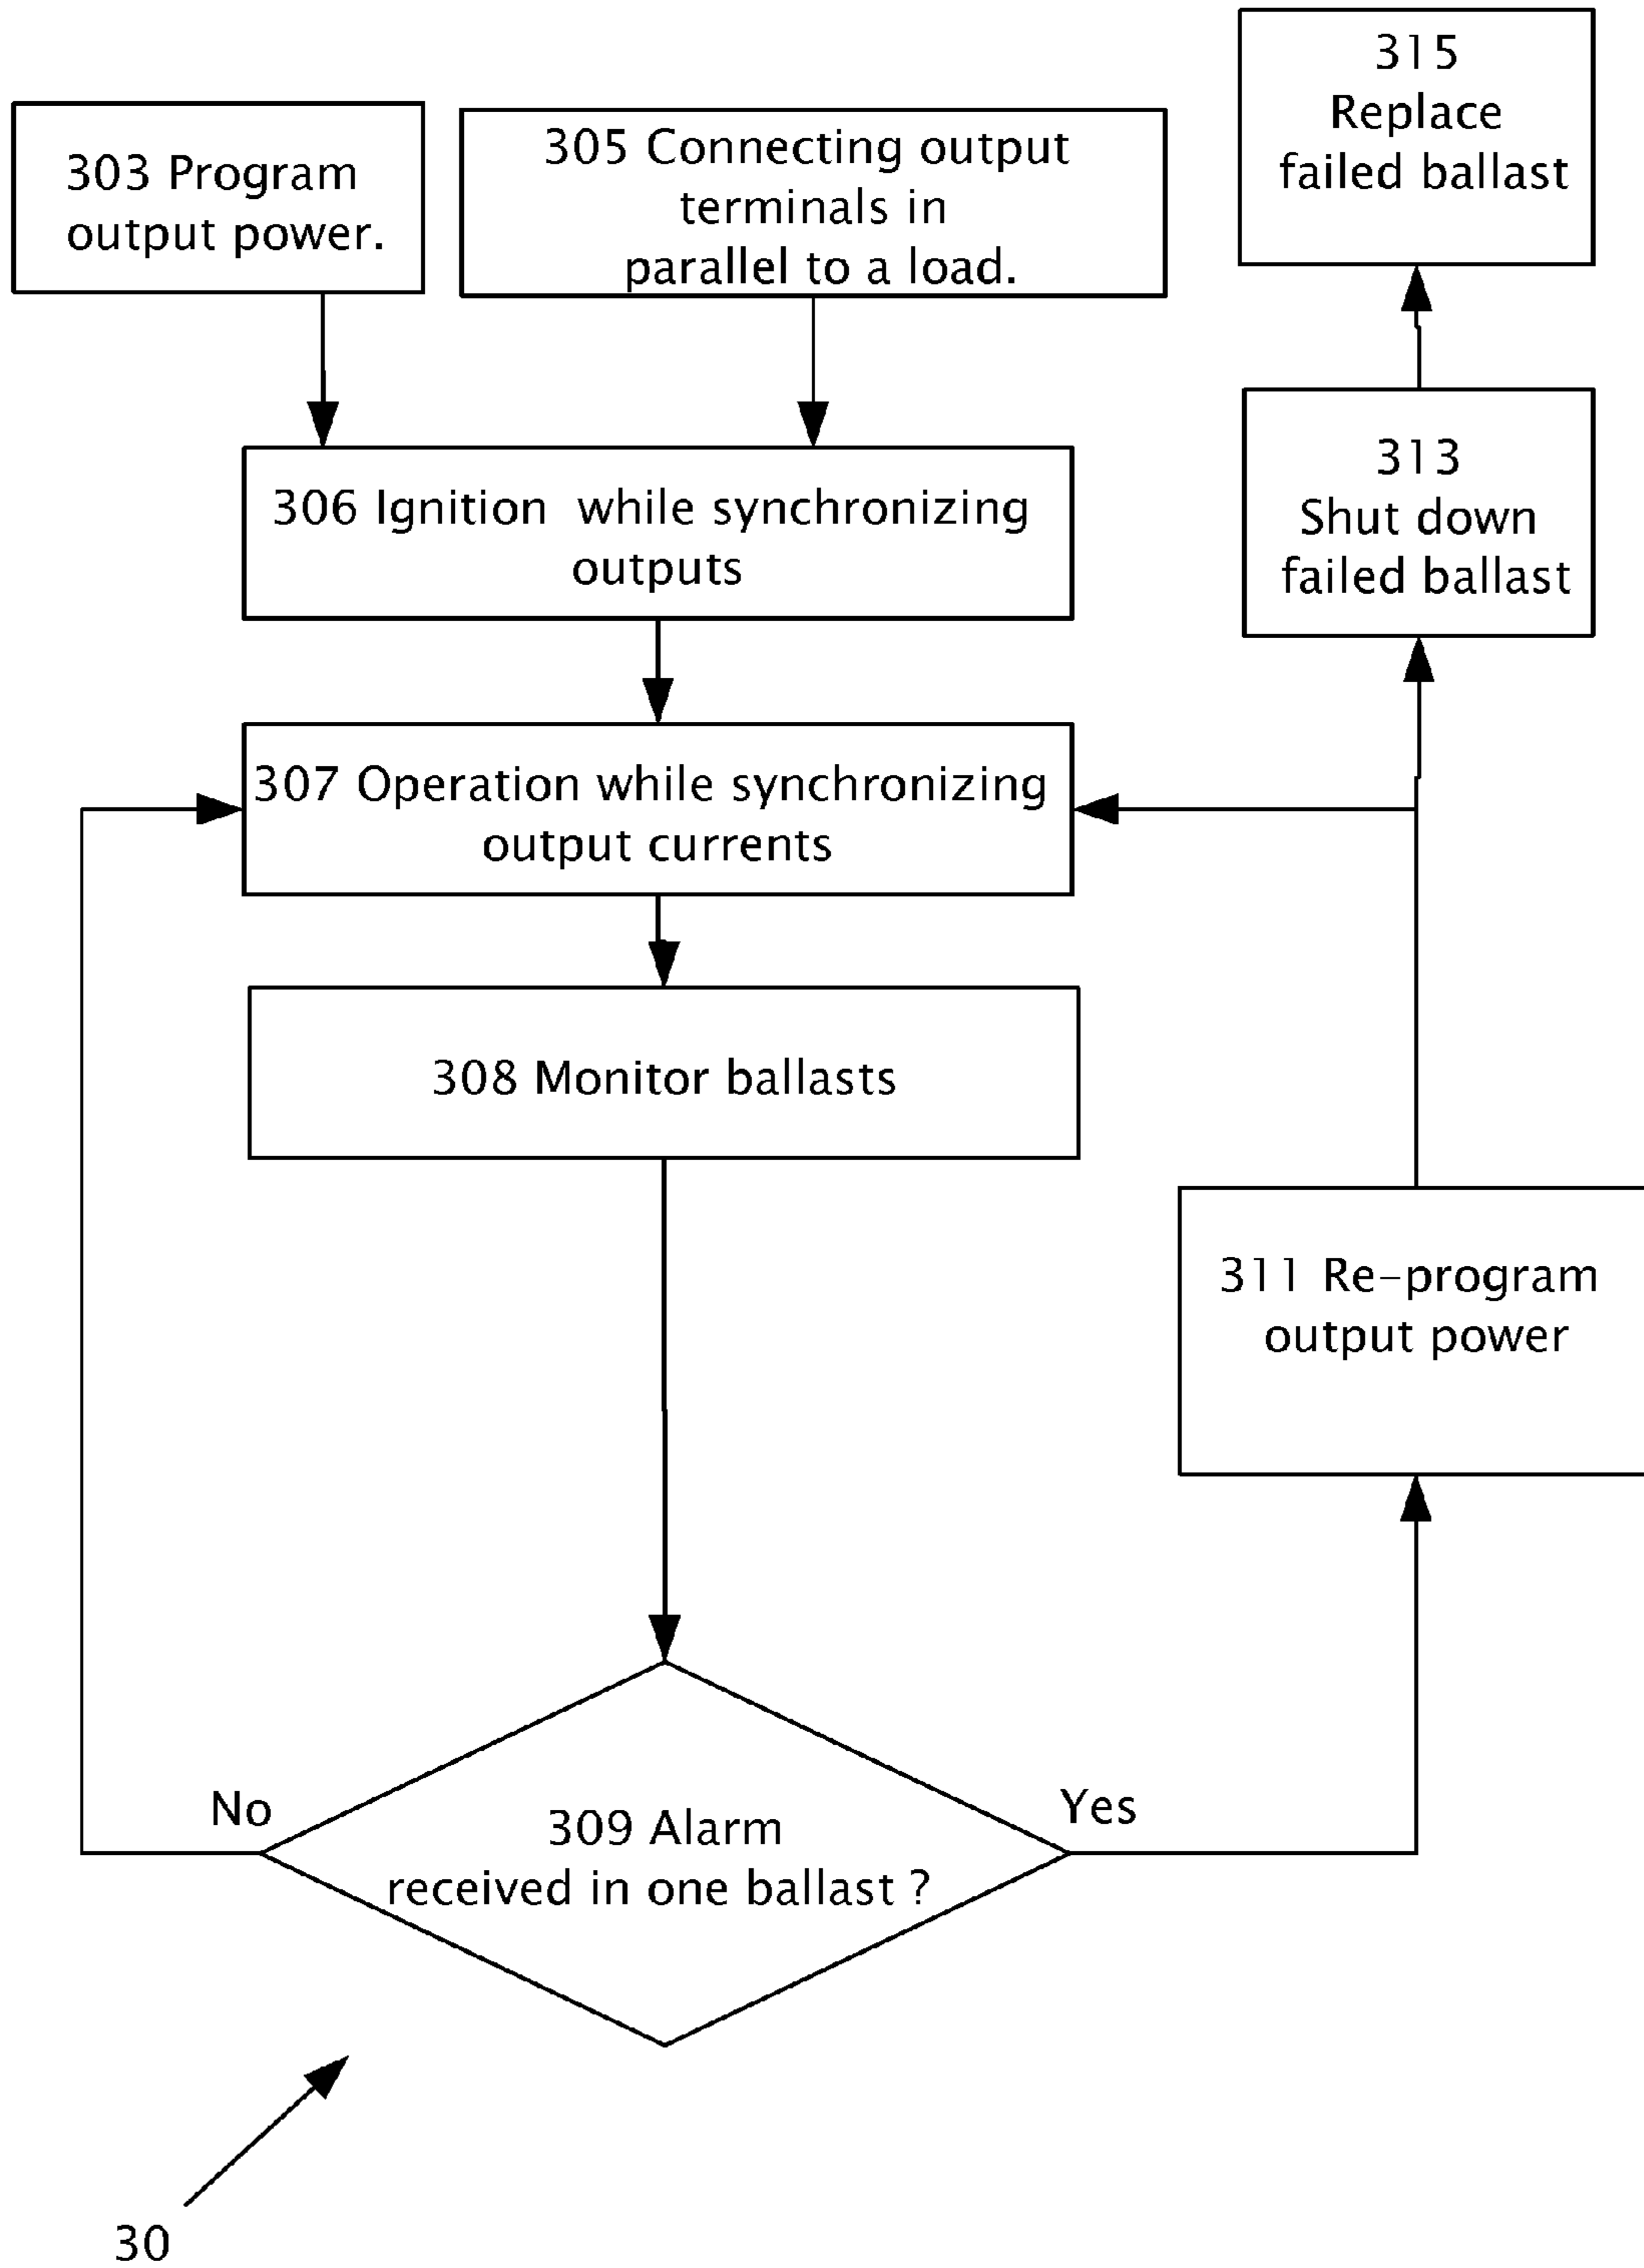 315
Replace
failed ballast
303 Program
output power.
305 Connecting output
terminals in
parallel to a load.
306 Ignition while synchronizing
outputs
313
Shut down
failed ballast
307 Operation while synchronizing
output currents
308 Monitor ballasts
311 Re-program
output power
No
Yes
309 Alarm
received in one ballast ?
30